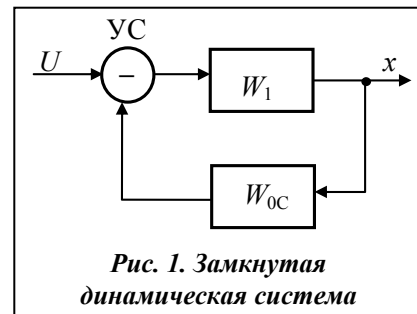 УС
U
−
W₁
x
W₀С
Рис. 1. Замкнутая
динамическая система